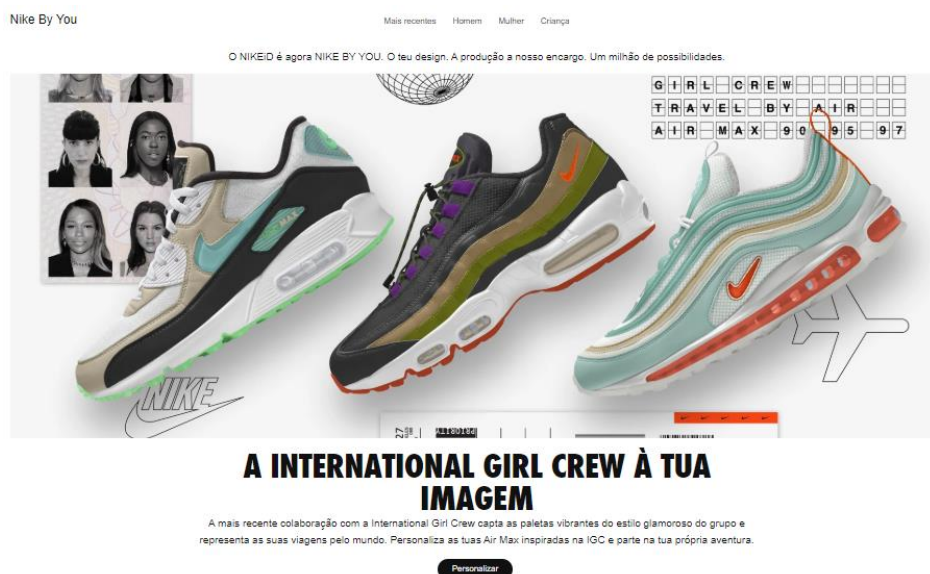 Nike By You
Mais recentes Homem Mulher Criança
O NIKEiD é agora NIKE BY YOU. O teu design. A produção a nosso encargo. Um milhão de possibilidades.
GIRL CREW
TRAVEL BY AIR
AIR MAX 90 95 97
MAX
NIKE
27
PRIORITY
A INTERNATIONAL GIRL CREW À TUA
IMAGEM
A mais recente colaboração com a International Girl Crew capta as paletas vibrantes do estilo glamoroso do grupo e
representa as suas viagens pelo mundo. Personaliza as tuas Air Max inspiradas na IGC e parte na tua própria aventura.
Personalizar